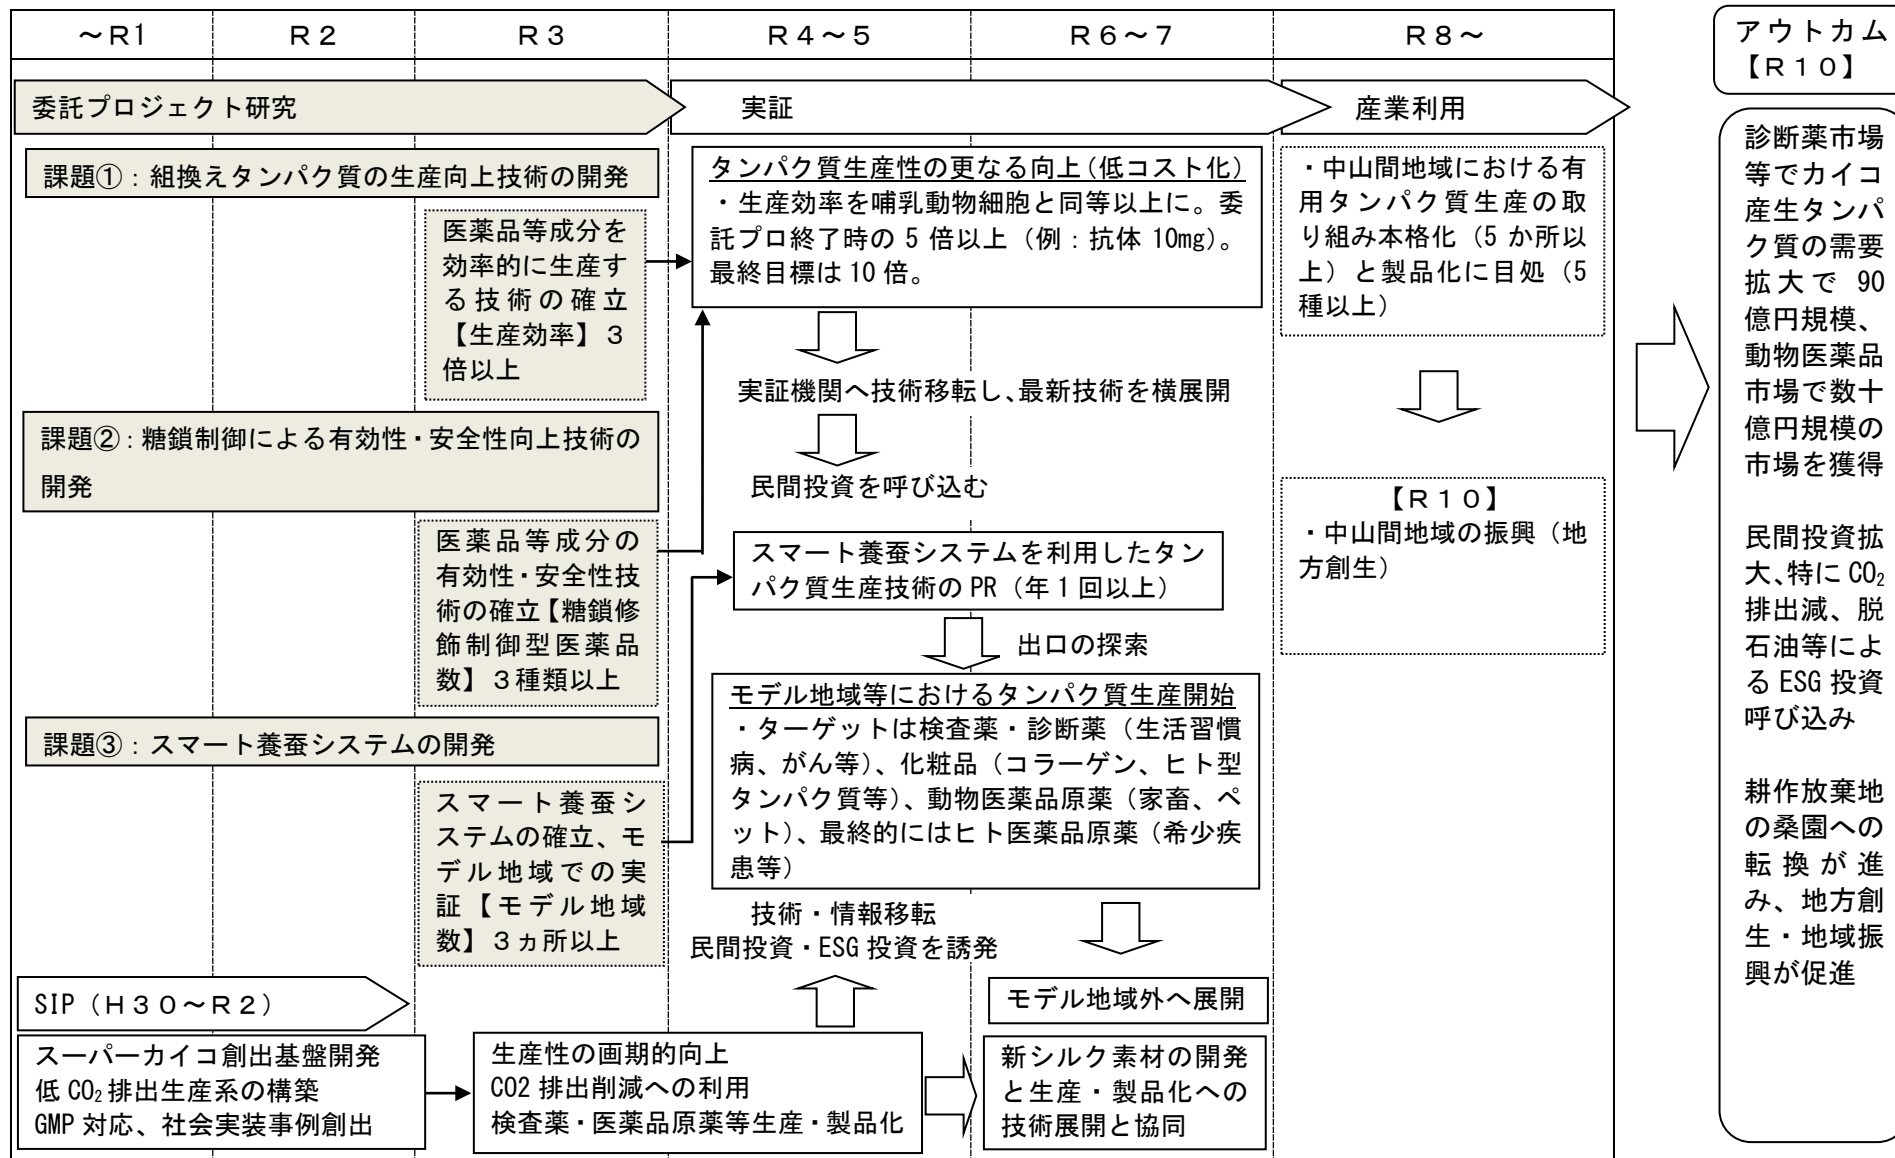 ～R1
R２
R３
R４～５
R６～７
R８～
アウトカム
【R１０】
委託プロジェクト研究
実証
産業利用
課題①：組換えタンパク質の生産向上技術の開発
医薬品等成分を
効率的に生産す
る技術の確立
【生産効率】３
倍以上
課題②：糖鎖制御による有効性・安全性向上技術の
開発
医薬品等成分の
有効性・安全性技
術の確立【糖鎖修
飾制御型医薬品
数】３種類以上
課題③：スマート養蚕システムの開発
スマート養蚕シ
ステムの確立、モ
デル地域での実
証【モデル地域
数】３ヵ所以上
SIP（H３０～R２）
スーパーカイコ創出基盤開発
低CO₂排出生産系の構築
GMP対応、社会実装事例創出
生産性の画期的向上
CO2排出削減への利用
検査薬・医薬品原薬等生産・製品化
タンパク質生産性の更なる向上（低コスト化）
・生産効率を哺乳動物細胞と同等以上に。委
託プロ終了時の5倍以上（例：抗体10mg）。
最終目標は10倍。
実証機関へ技術移転し、最新技術を横展開
民間投資を呼び込む
スマート養蚕システムを利用したタン
パク質生産技術のPR（年1回以上）
出口の探索
モデル地域等におけるタンパク質生産開始
・ターゲットは検査薬・診断薬（生活習慣
病、がん等）、化粧品（コラーゲン、ヒト型
タンパク質等）、動物医薬品原薬（家畜、ペ
ット）、最終的にはヒト医薬品原薬（希少疾
患等）
技術・情報移転
民間投資・ESG投資を誘発
モデル地域外へ展開
新シルク素材の開発
と生産・製品化への
技術展開と協同
・中山間地域における有
用タンパク質生産の取
り組み本格化（5か所以
上）と製品化に目処（5
種以上）
【R１０】
・中山間地域の振興（地
方創生）
診断薬市場
等でカイコ
産生タンパ
ク質の需要
拡大で90
億円規模、
動物医薬品
市場で数十
億円規模の
市場を獲得
民間投資拡
大、特にCO₂
排出減、脱
石油等によ
るESG投資
呼び込み
耕作放棄地
の桑園への
転換が進
み、地方創
生・地域振
興が促進